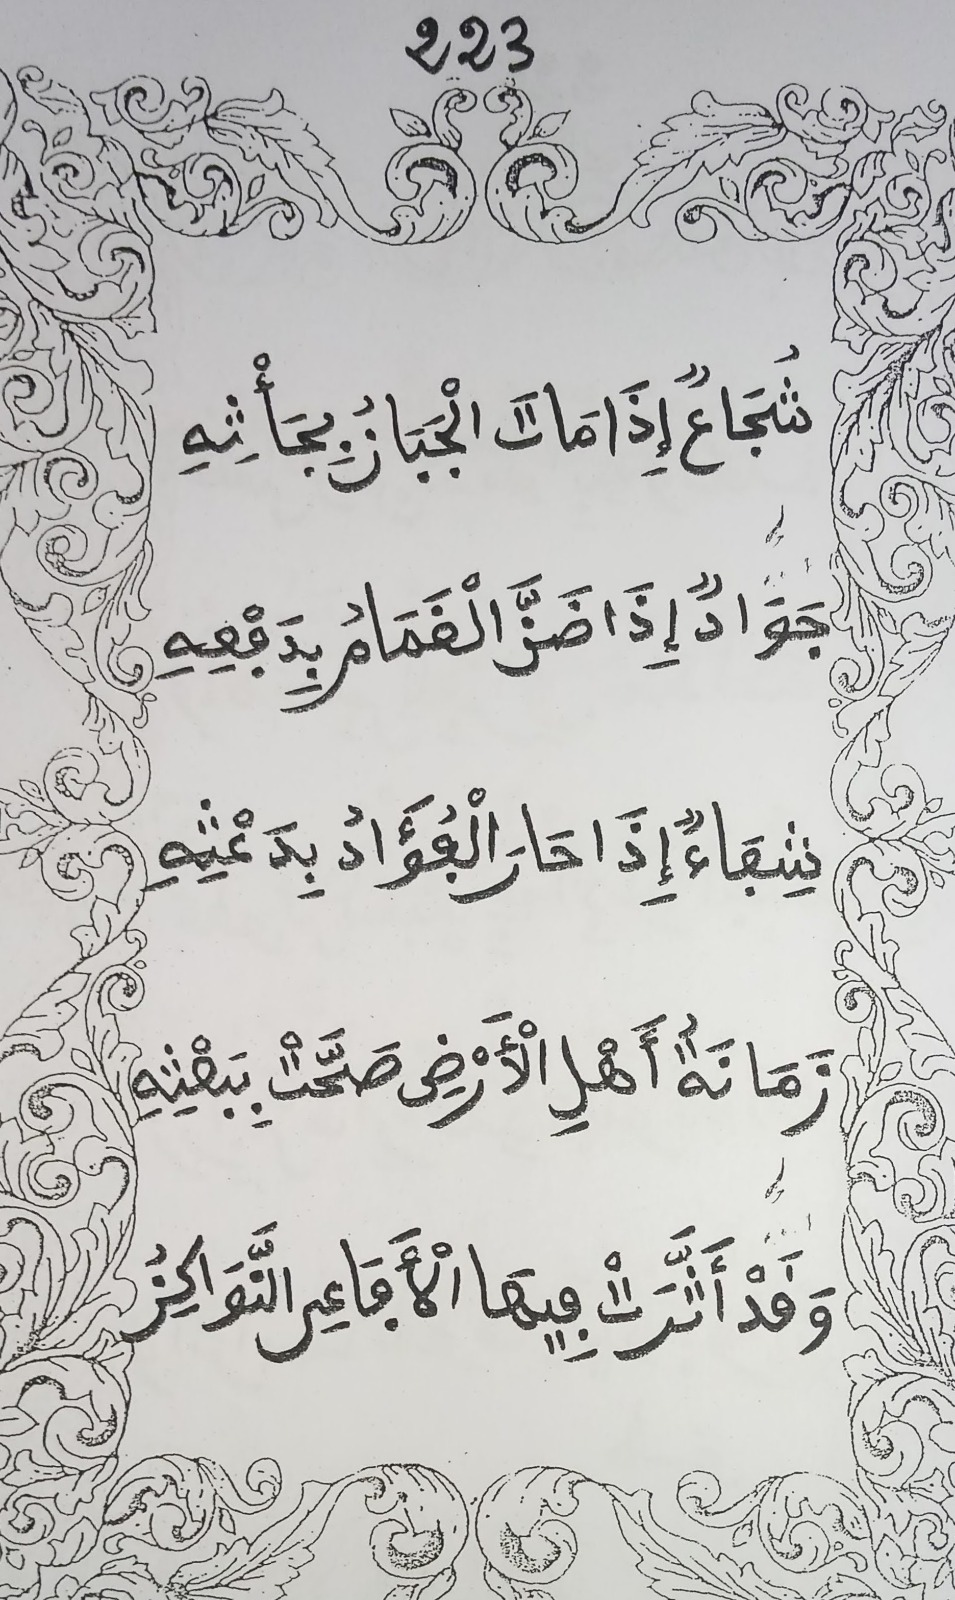 223
شُجَاعٌ إِذَا مَاتَ الْجَبَانُ بِجَأْثِهِ
جَوَادٌ إِذَا ضَنَّ الْغَمَامُ بِدَفْعِهِ
شِفَاءٌ إِذَا حَارَ الْفُؤَادُ بِدَعْثِهِ
زَمَانَةُ أَهْلِ الْأَرْضِ صَحَّتْ بِبَعْثِهِ
وَقَدْ أَثَّرَتْ فِيهَا الْأَفَاعِي النَّوَاكِزُ